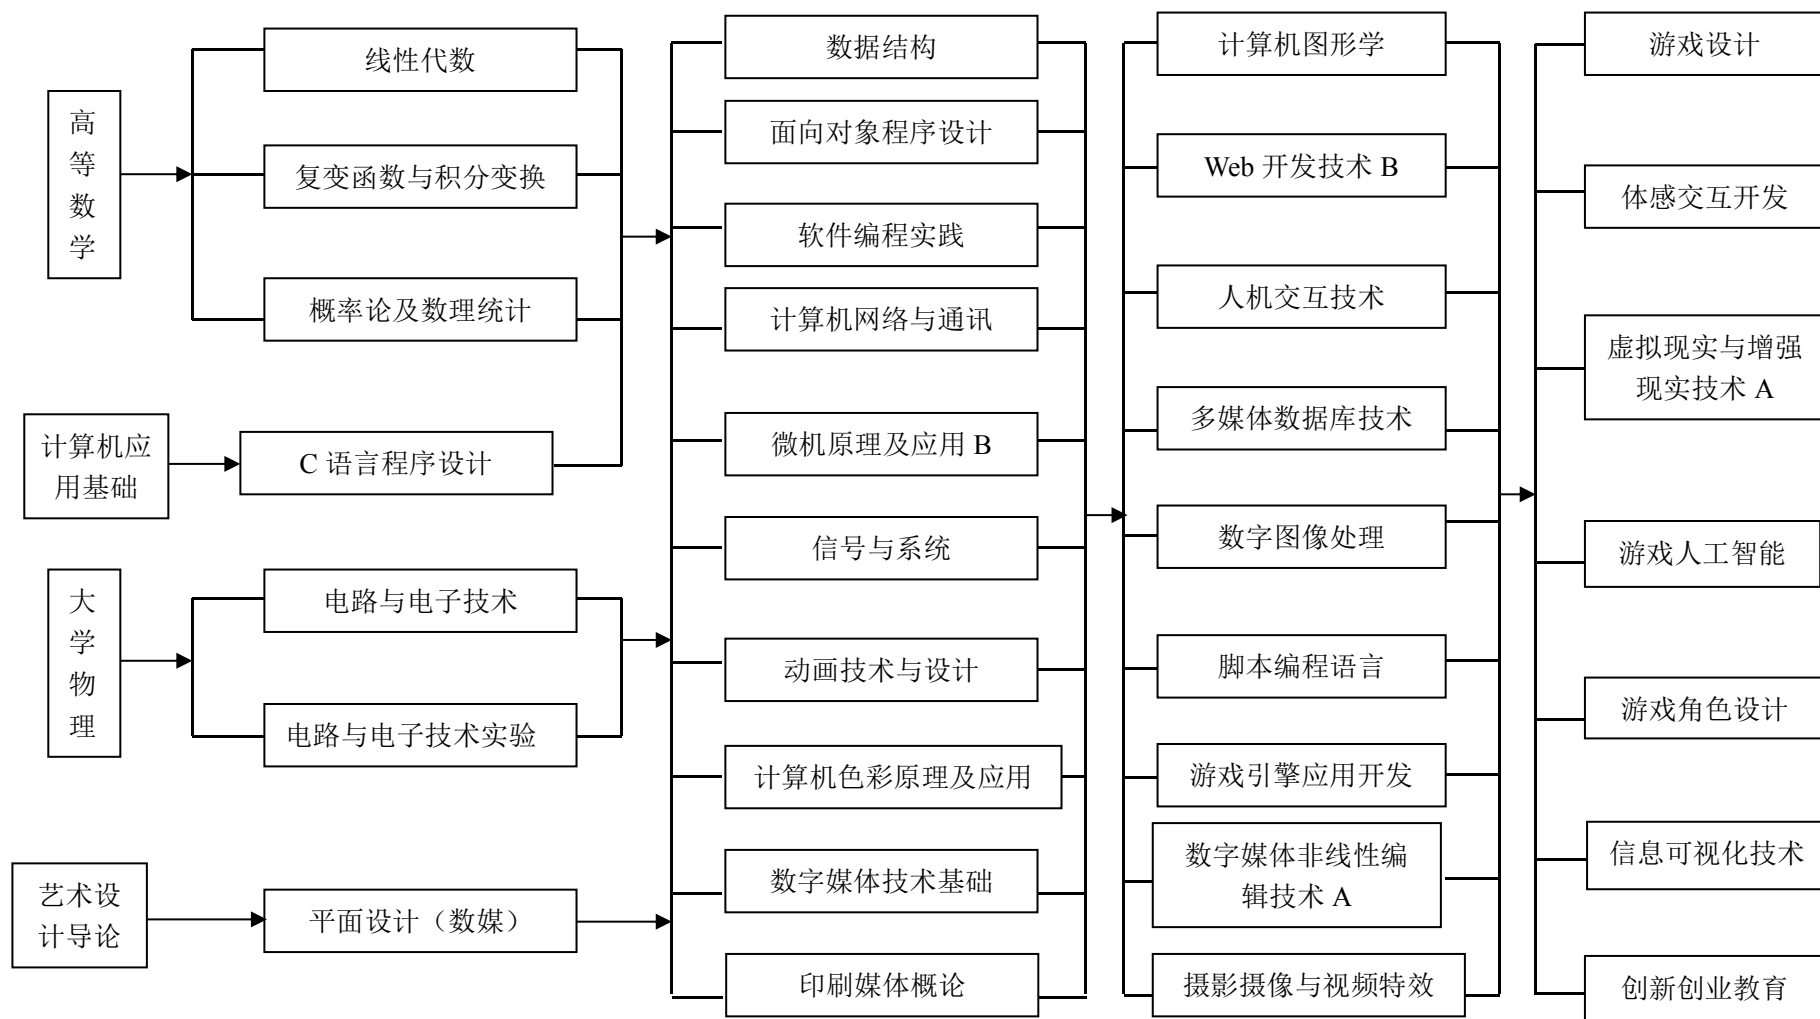 高
等
数
学
计算机应
用基础
大
学
物
理
艺术设
计导论
线性代数
复变函数与积分变换
概率论及数理统计
C 语言程序设计
电路与电子技术
电路与电子技术实验
平面设计（数媒）
数据结构
面向对象程序设计
软件编程实践
计算机网络与通讯
微机原理及应用 B
信号与系统
动画技术与设计
计算机色彩原理及应用
数字媒体技术基础
印刷媒体概论
计算机图形学
Web 开发技术 B
人机交互技术
多媒体数据库技术
数字图像处理
脚本编程语言
游戏引擎应用开发
数字媒体非线性编
辑技术 A
摄影摄像与视频特效
游戏设计
体感交互开发
虚拟现实与增强
现实技术 A
游戏人工智能
游戏角色设计
信息可视化技术
创新创业教育